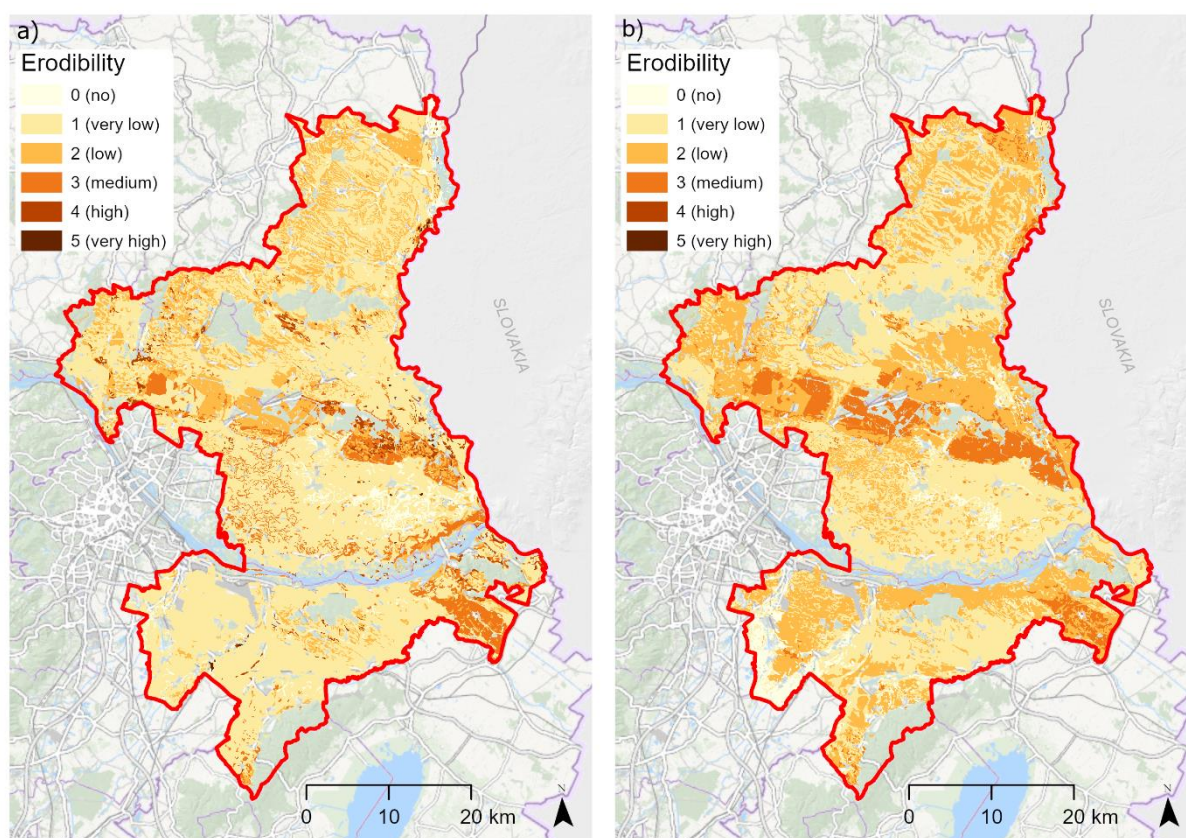 a)
Erodibility
0 (no)
1 (very low)
2 (low)
3 (medium)
4 (high)
5 (very high)
SLOVAKIA
0 10 20 km
N
b)
Erodibility
0 (no)
1 (very low)
2 (low)
3 (medium)
4 (high)
5 (very high)
SLOVAKIA
0 10 20 km
N